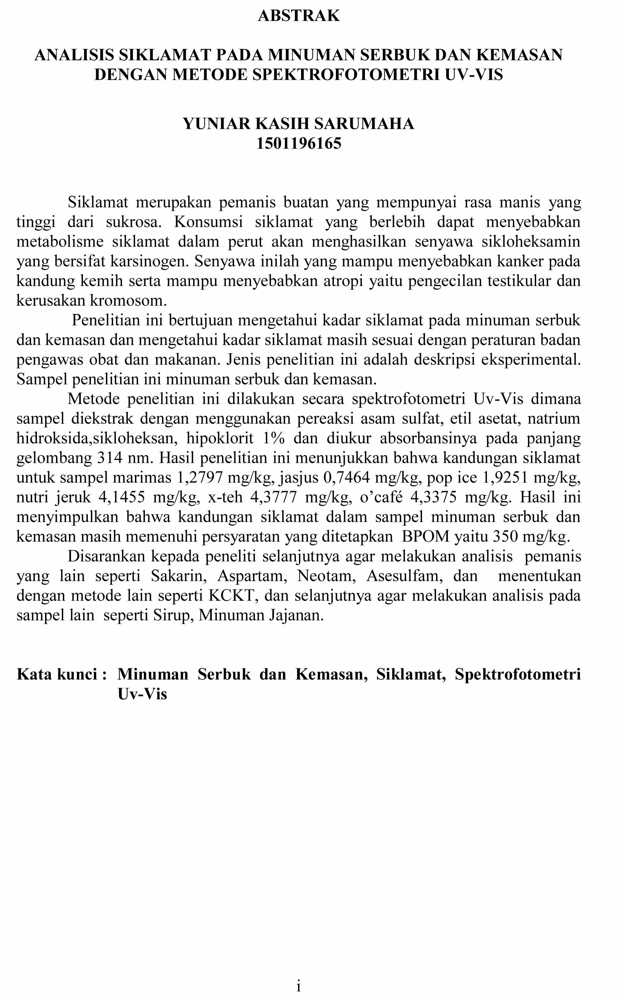 ABSTRAK
ANALISIS SIKLAMAT PADA MINUMAN SERBUK DAN KEMASAN
DENGAN METODE SPEKTROFOTOMETRI UV-VIS
YUNIAR KASIH SARUMAHA
1501196165
Siklamat merupakan pemanis buatan yang mempunyai rasa manis yang
tinggi dari sukrosa. Konsumsi siklamat yang berlebih dapat menyebabkan
metabolisme siklamat dalam perut akan menghasilkan senyawa sikloheksamin
yang bersifat karsinogen. Senyawa inilah yang mampu menyebabkan kanker pada
kandung kemih serta mampu menyebabkan atropi yaitu pengecilan testikular dan
kerusakan kromosom.
Penelitian ini bertujuan mengetahui kadar siklamat pada minuman serbuk
dan kemasan dan mengetahui kadar siklamat masih sesuai dengan peraturan badan
pengawas obat dan makanan. Jenis penelitian ini adalah deskripsi eksperimental.
Sampel penelitian ini minuman serbuk dan kemasan.
Metode penelitian ini dilakukan secara spektrofotometri Uv-Vis dimana
sampel diekstrak dengan menggunakan pereaksi asam sulfat, etil asetat, natrium
hidroksida,sikloheksan, hipoklorit 1% dan diukur absorbansinya pada panjang
gelombang 314 nm. Hasil penelitian ini menunjukkan bahwa kandungan siklamat
untuk sampel marimas 1,2797 mg/kg, jasjus 0,7464 mg/kg, pop ice 1,9251 mg/kg,
nutri jeruk 4,1455 mg/kg, x-teh 4,3777 mg/kg, o’café 4,3375 mg/kg. Hasil ini
menyimpulkan bahwa kandungan siklamat dalam sampel minuman serbuk dan
kemasan masih memenuhi persyaratan yang ditetapkan BPOM yaitu 350 mg/kg.
Disarankan kepada peneliti selanjutnya agar melakukan analisis pemanis
yang lain seperti Sakarin, Aspartam, Neotam, Asesulfam, dan menentukan
dengan metode lain seperti KCKT, dan selanjutnya agar melakukan analisis pada
sampel lain seperti Sirup, Minuman Jajanan.
Kata kunci : Minuman Serbuk dan Kemasan, Siklamat, Spektrofotometri
Uv-Vis
i